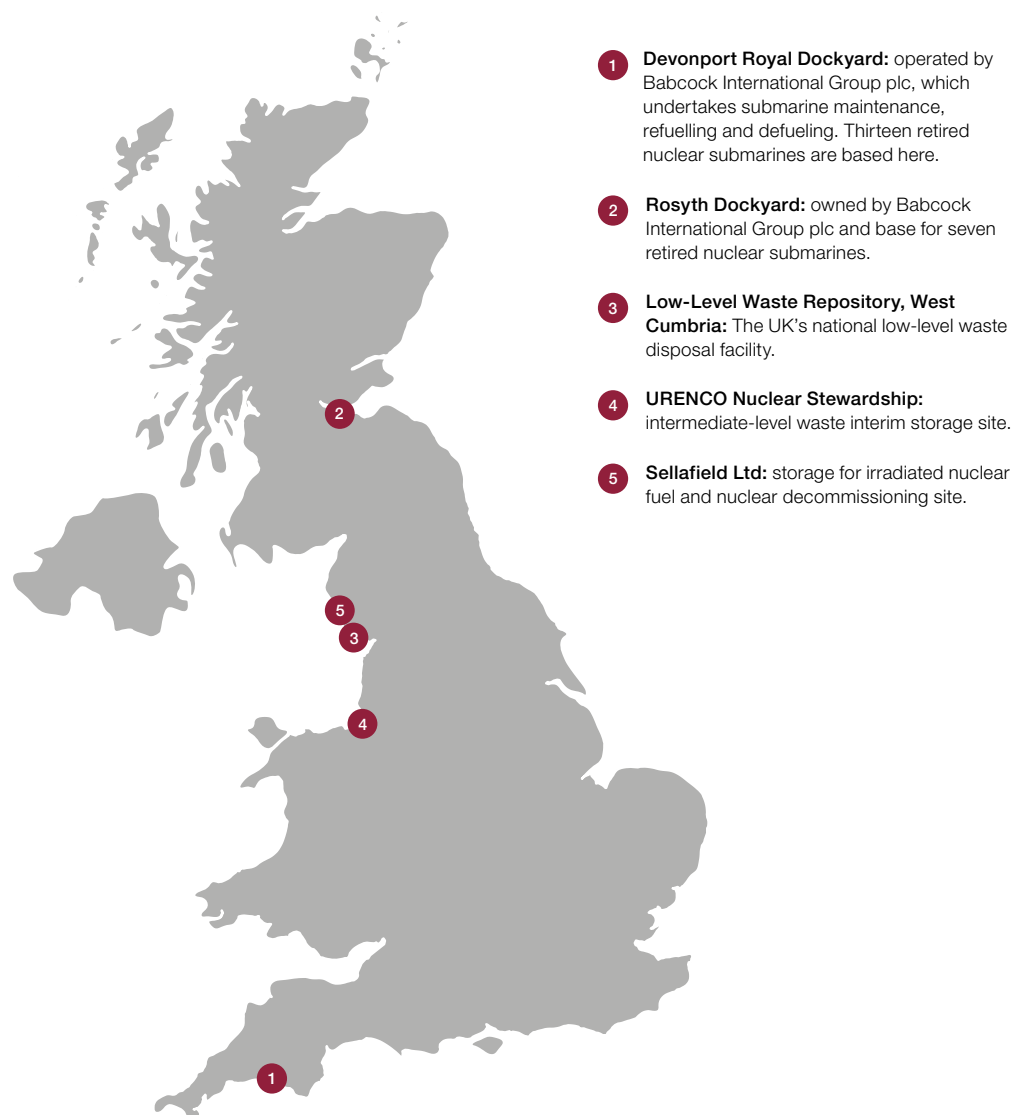 1
Devonport Royal Dockyard: operated by
Babcock International Group plc, which
undertakes submarine maintenance,
refuelling and defueling. Thirteen retired
nuclear submarines are based here.
2
Rosyth Dockyard: owned by Babcock
International Group plc and base for seven
retired nuclear submarines.
3
Low-Level Waste Repository, West
Cumbria: The UK's national low-level waste
disposal facility.
4
URENCO Nuclear Stewardship:
intermediate-level waste interim storage site.
5
Sellafield Ltd: storage for irradiated nuclear
fuel and nuclear decommissioning site.
2
5
3
4
1